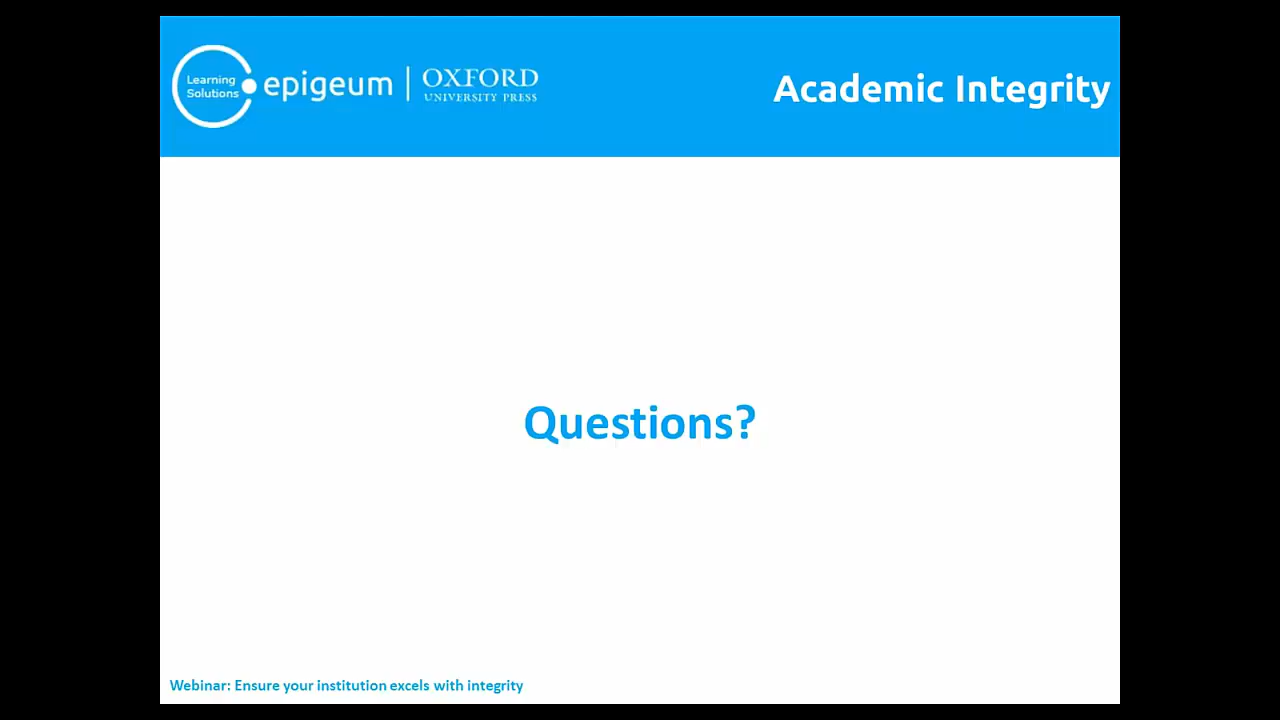 Learning
Solutions
epigeum
OXFORD
UNIVERSITY PRESS
Academic Integrity
Questions?
Webinar: Ensure your institution excels with integrity